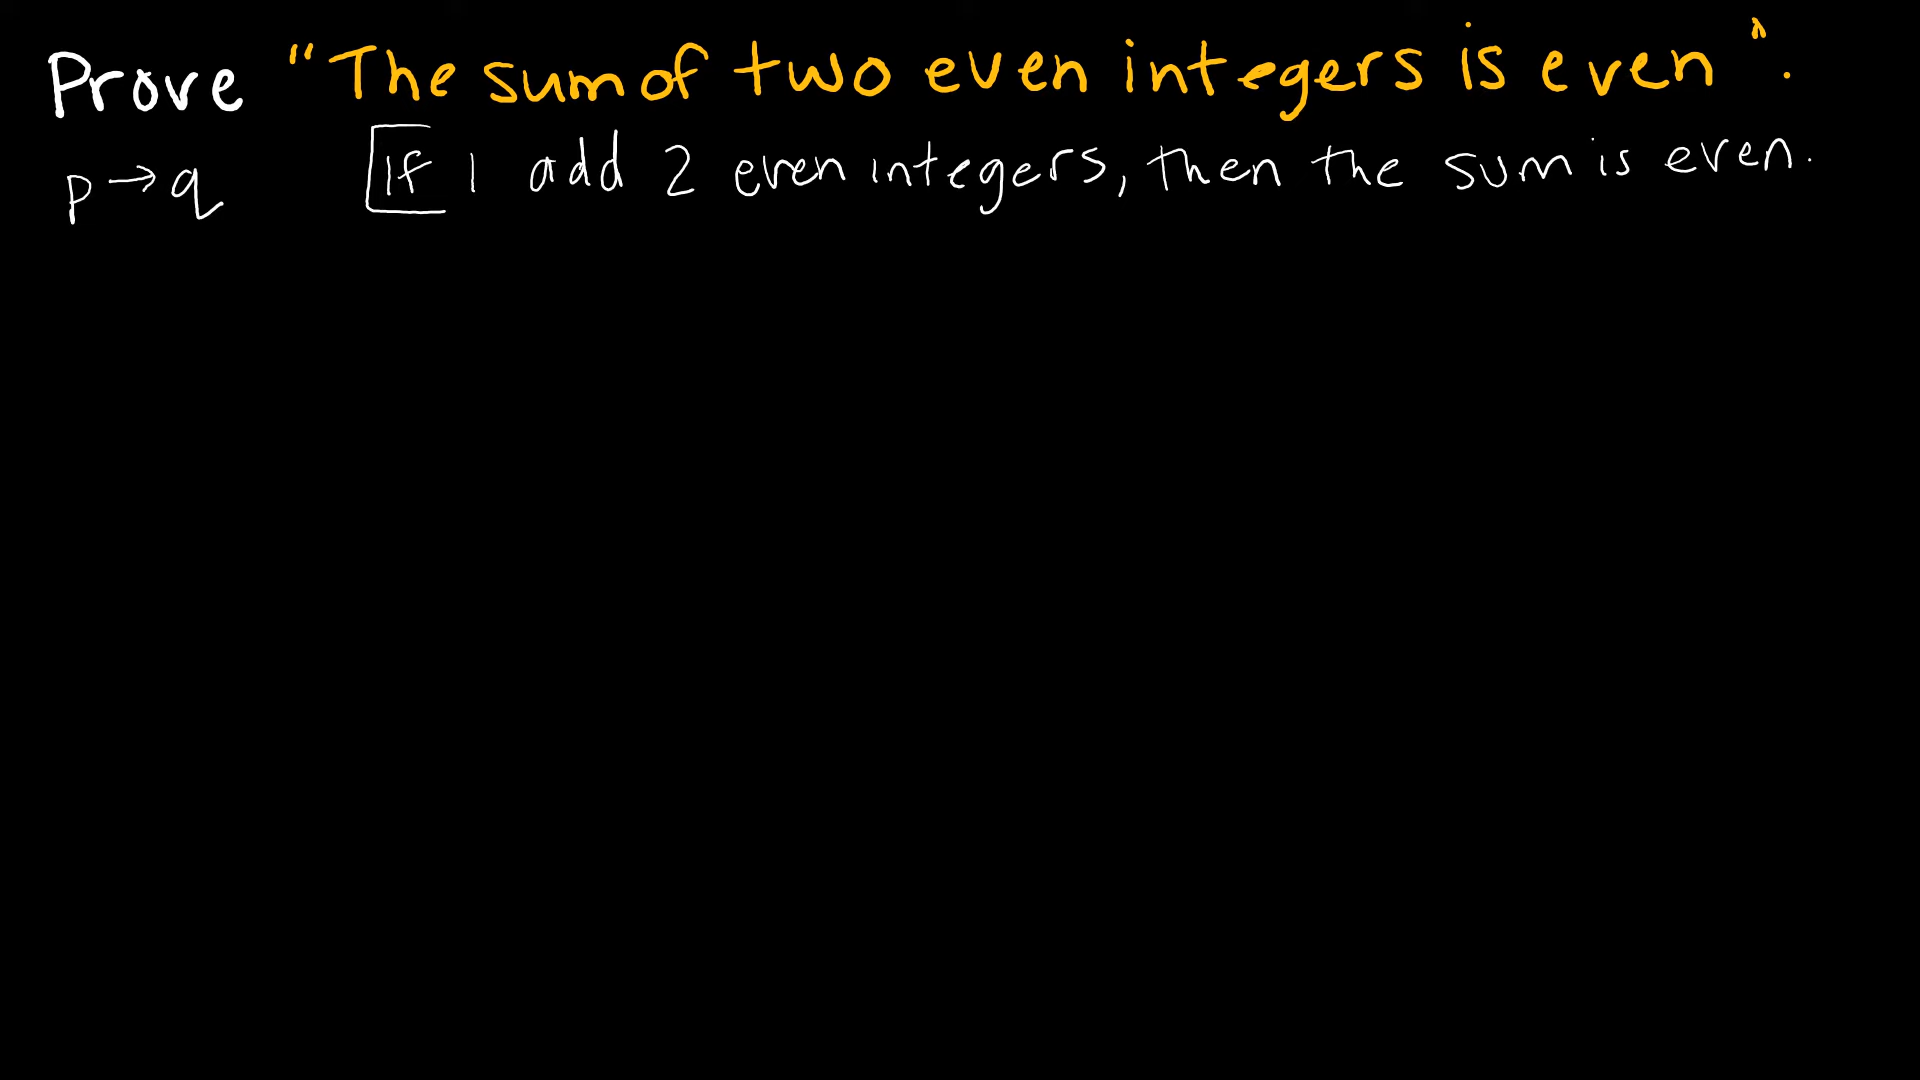 Prove "The sum of two even integers is even".
p→q If I add 2 even integers, then the sum is even.